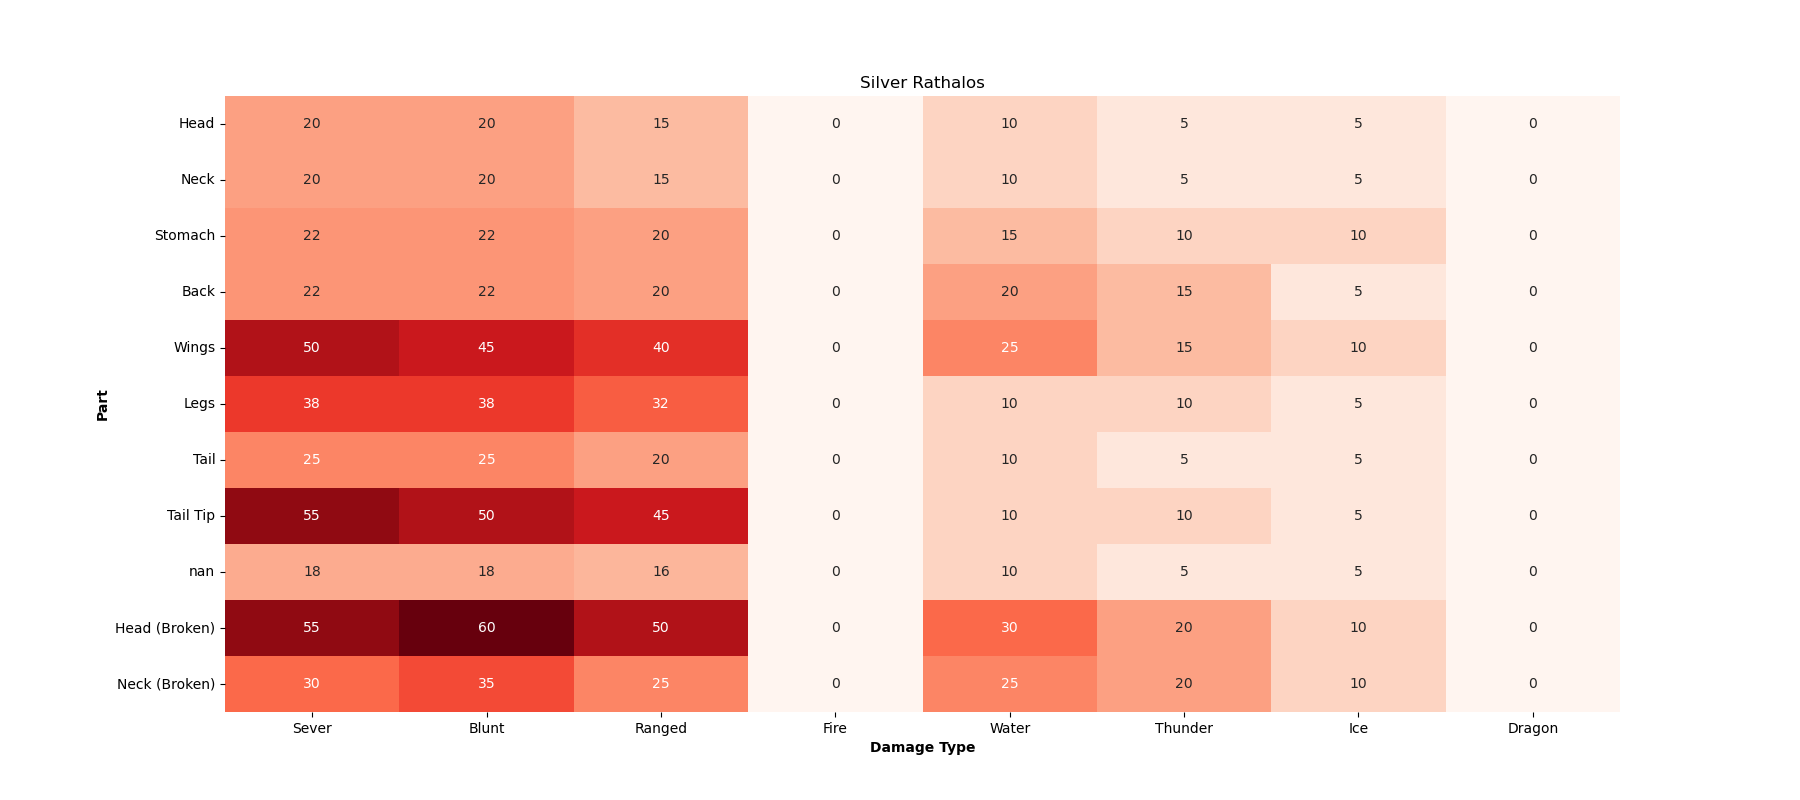 Silver Rathalos
Head 20 20 15 0 10 5 5 0
Neck 20 20 15 0 10 5 5 0
Stomach 22 22 20 0 15 10 10 0
Back 22 22 20 0 20 15 5 0
Wings 50 45 40 0 25 15 10 0
Legs 38 38 32 0 10 10 5 0
Tail 25 25 20 0 10 5 5 0
Tail Tip 55 50 45 0 10 10 5 0
nan 18 18 16 0 10 5 5 0
Head (Broken) 55 60 50 0 30 20 10 0
Neck (Broken) 30 35 25 0 25 20 10 0
Part
Sever Blunt Ranged Fire Water Thunder Ice Dragon
Damage Type